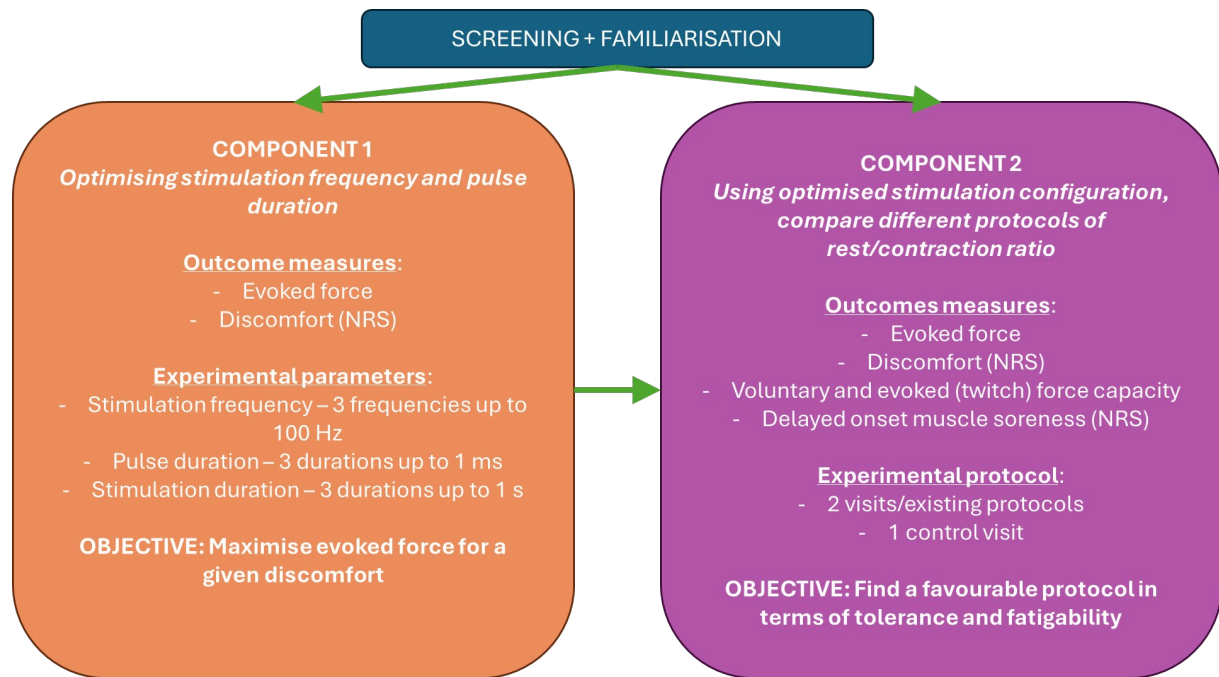 SCREENING + FAMILIARISATION
COMPONENT 1
Optimising stimulation frequency and pulse
duration
Outcome measures:
- Evoked force
- Discomfort (NRS)
Experimental parameters:
- Stimulation frequency – 3 frequencies up to
100 Hz
- Pulse duration – 3 durations up to 1 ms
- Stimulation duration – 3 durations up to 1 s
OBJECTIVE: Maximise evoked force for a
given discomfort
COMPONENT 2
Using optimised stimulation configuration,
compare different protocols of
rest/contraction ratio
Outcomes measures:
- Evoked force
- Discomfort (NRS)
- Voluntary and evoked (twitch) force capacity
- Delayed onset muscle soreness (NRS)
Experimental protocol:
- 2 visits/existing protocols
- 1 control visit
OBJECTIVE: Find a favourable protocol in
terms of tolerance and fatigability